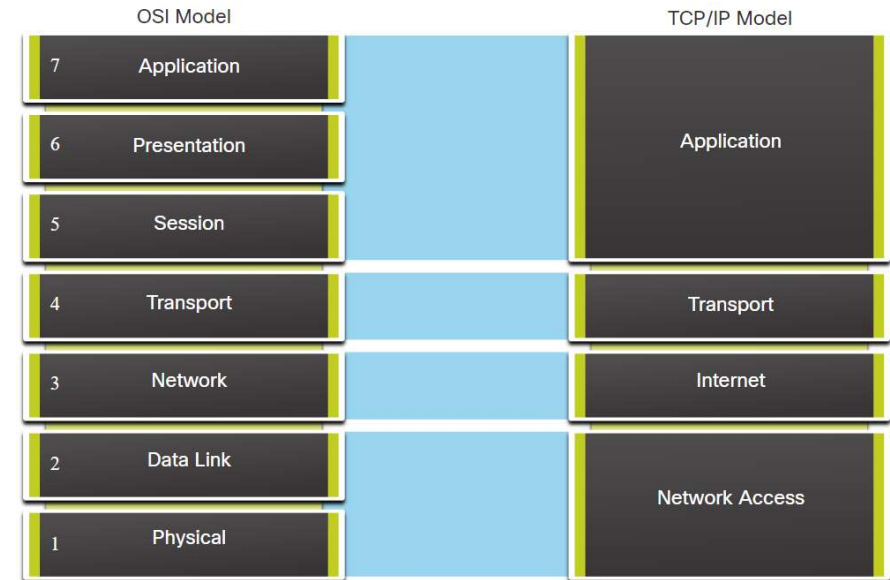 OSI Model
TCP/IP Model
7 Application
6 Presentation
5 Session
4 Transport
3 Network
2 Data Link
1 Physical
Application
Transport
Internet
Network Access